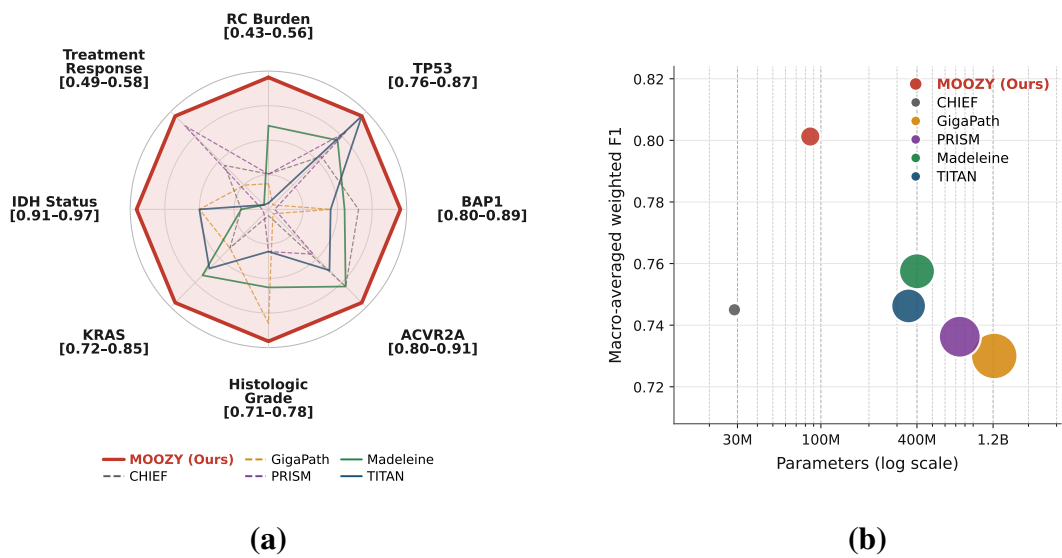 RC Burden
[0.43–0.56]
TP53
[0.76–0.87]
BAP1
[0.80–0.89]
ACVR2A
[0.80–0.91]
Histologic
Grade
[0.71–0.78]
KRAS
[0.72–0.85]
IDH Status
[0.91–0.97]
Treatment
Response
[0.49–0.58]
MOOZY (Ours)
CHIEF
GigaPath
PRISM
Madeleine
TITAN
(a)
Macro-averaged weighted F1
0.82
0.80
0.78
0.76
0.74
0.72
30M
100M
400M
1.2B
Parameters (log scale)
MOOZY (Ours)
CHIEF
GigaPath
PRISM
Madeleine
TITAN
(b)